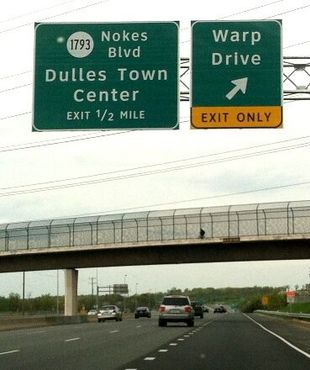 1793 Nokes
Blvd
Dulles Town
Center
EXIT 1/2 MILE
Warp
Drive
EXIT ONLY